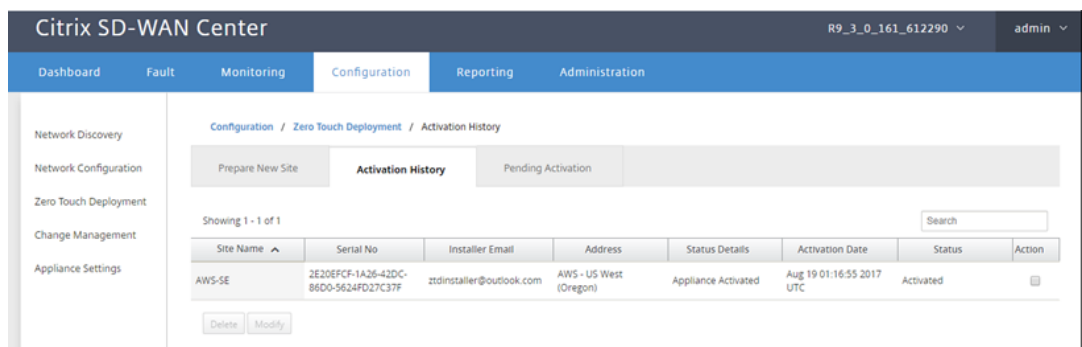 Citrix SD-WAN Center
R9_3_0_161_612290
admin
Dashboard Fault Monitoring Configuration Reporting Administration
Network Discovery
Network Configuration
Zero Touch Deployment
Change Management
Appliance Settings
Configuration / Zero Touch Deployment / Activation History
Prepare New Site Activation History Pending Activation
Showing 1 - 1 of 1
Search
Site Name Serial No Installer Email Address Status Details Activation Date Status Action
AWS-SE
2E20EFCF-1A26-42DC-
86D0-5624FD27C37F
ztdinstaller@outlook.com
AWS - US West
(Oregon)
Appliance Activated
Aug 19 01:16:55 2017
UTC
Activated
Delete Modify